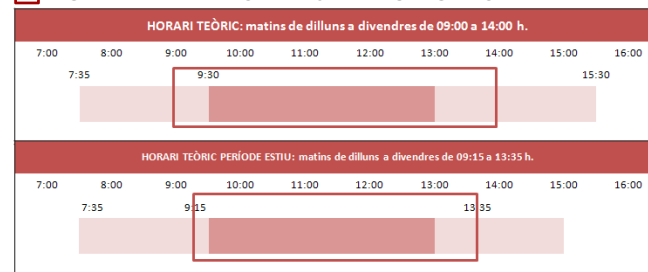 HORARI TEÒRIC: matins de dilluns a divendres de 09:00 a 14:00 h.
7:00 8:00 9:00 10:00 11:00 12:00 13:00 14:00 15:00 16:00
7:35 9:30 15:30
HORARI TEÒRIC PERÍODE ESTIU: matins de dilluns a divendres de 09:15 a 13:35 h.
7:00 8:00 9:00 10:00 11:00 12:00 13:00 14:00 15:00 16:00
7:35 9:15 13:35